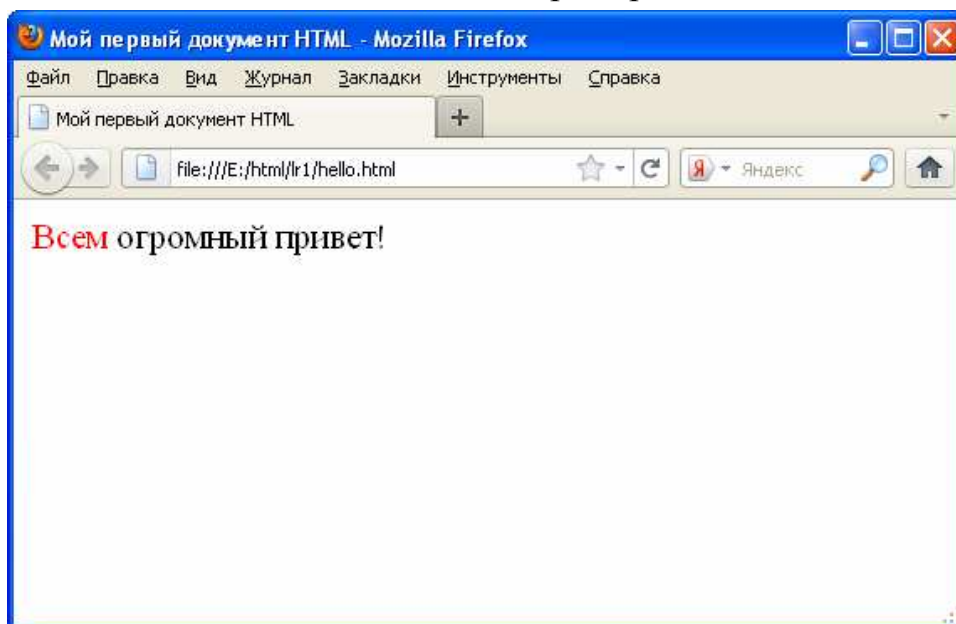 Мой первый документ HTML - Mozilla Firefox
Файл Правка Вид Журнал Закладки Инструменты Справка
Мой первый документ HTML
file:///E:/html/lr1/hello.html Яндекс
Всем огромный привет!